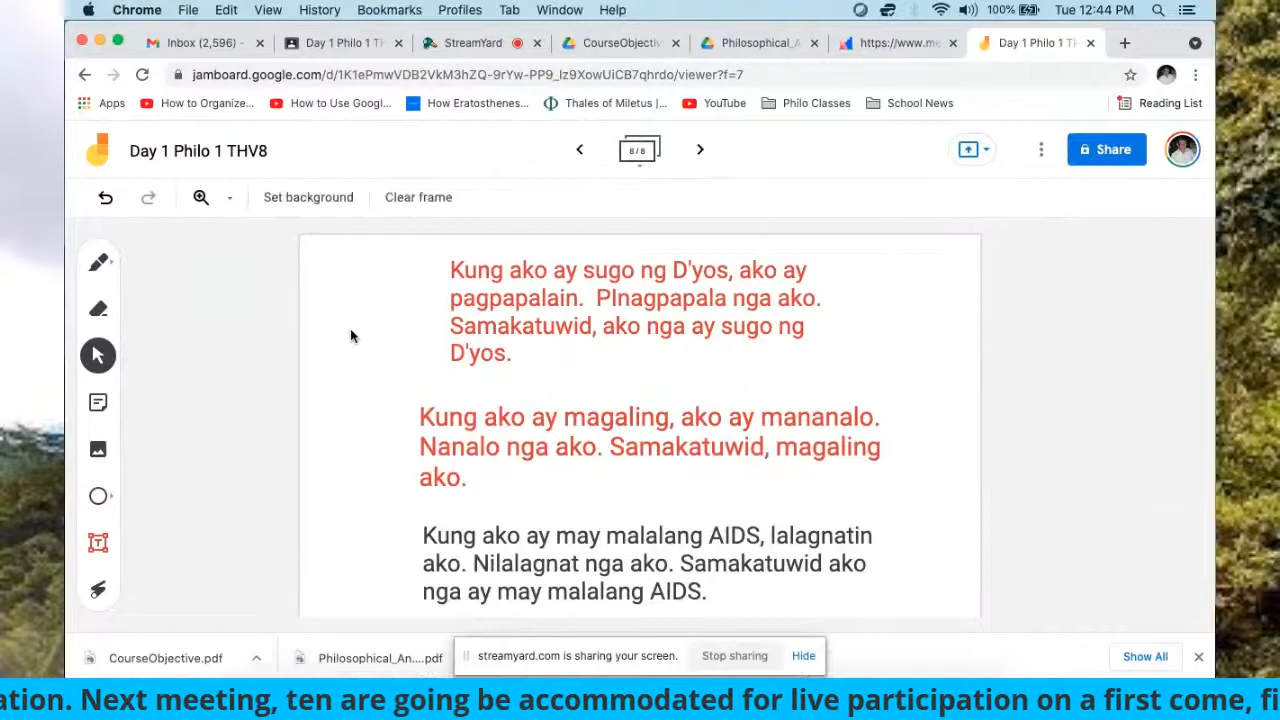 Chrome File Edit View History Bookmarks Profiles Tab Window Help 100% Tue 12:44 PM
Inbox (2,596) - Day 1 Philo 1 TH StreamYard CourseObjectiv Philosophical_A https://www.me Day 1 Philo 1 TH
jamboard.google.com/d/1K1ePmwVDB2VkM3hZQ-9rYw-PP9_lz9XowUiCB7qhrdo/viewer?f=7
Apps How to Organize... How to Use Googl... How Eratosthenes... Thales of Miletus |... YouTube Philo Classes School News Reading List
Day 1 Philo 1 THV8 8/8 Share
Set background Clear frame
Kung ako ay sugo ng D'yos, ako ay
pagpapalain. PInagpapala nga ako.
Samakatuwid, ako nga ay sugo ng
D'yos.
Kung ako ay magaling, ako ay mananalo.
Nanalo nga ako. Samakatuwid, magaling
ako.
Kung ako ay may malalang AIDS, lalagnatin
ako. Nilalagnat nga ako. Samakatuwid ako
nga ay may malalang AIDS.
CourseObjective.pdf Philosophical_An....pdf streamyard.com is sharing your screen. Stop sharing Hide Show All
ation. Next meeting, ten are going be accommodated for live participation on a first come, fi